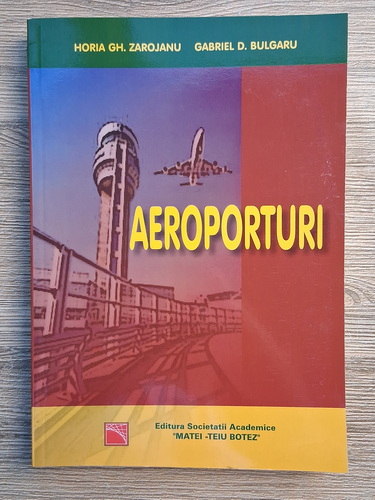 HORIA GH. ZAROJANU GABRIEL D. BULGARU
AEROPORTURI
Editura Societatii Academice
"MATEI -TEIU BOTEZ"